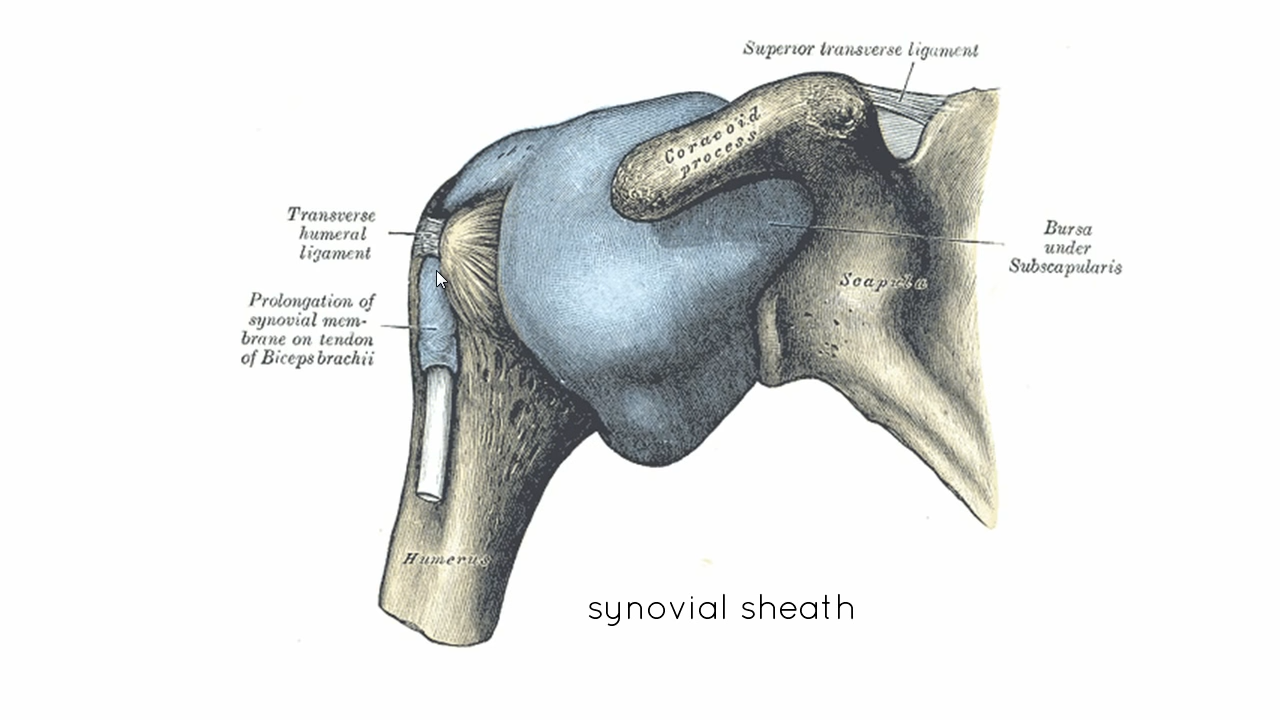 Superior transverse ligament
Coracoid
process
Transverse
humeral
ligament
Bursa
under
Subscapularis
Scapula
Prolongation of
synovial mem-
brane on tendon
of Biceps brachii
Humerus
synovial sheath